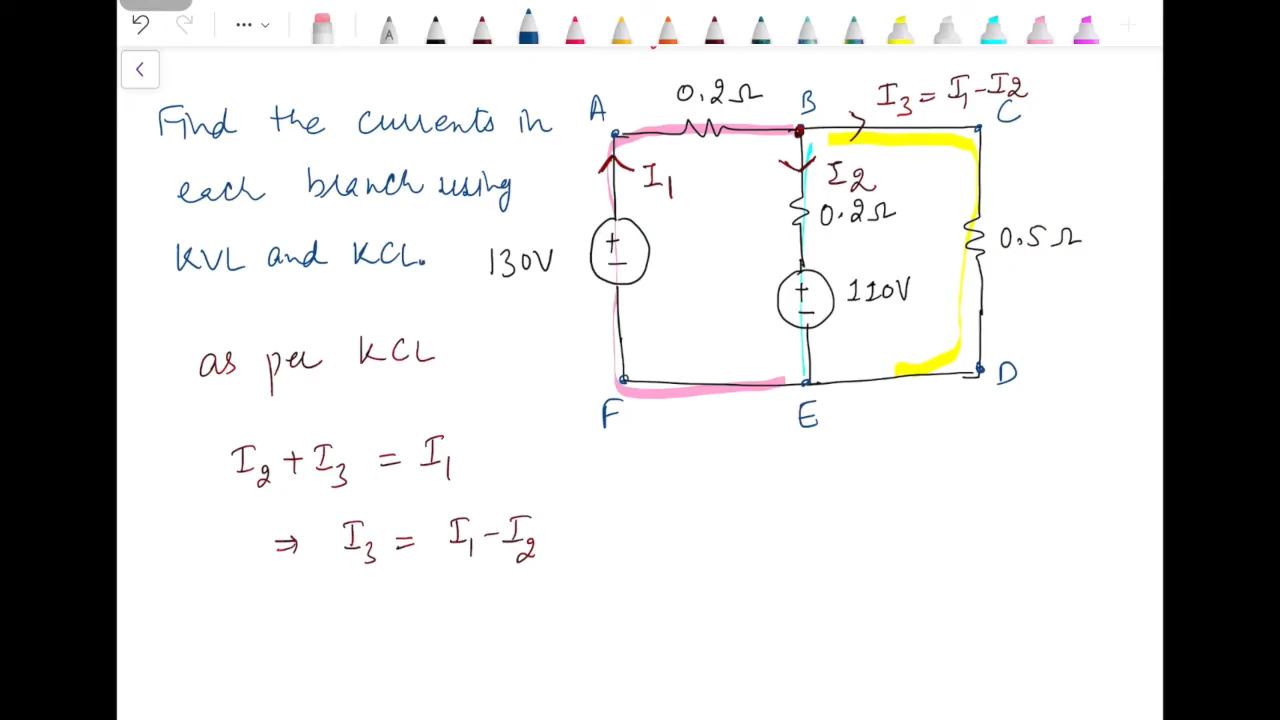 Find the currents in
each branch using
KVL and KCL.
as per KCL
I2 + I3 = I1
⇒ I3 = I1 - I2
A
0.2Ω
B
I3 = I1 - I2
C
I1
I2
0.2Ω
0.5Ω
130V
110V
F
E
D
A